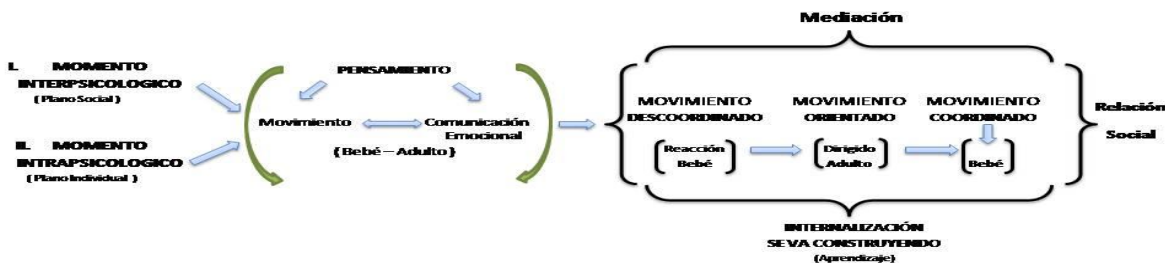 Mediación
I. MOMENTO
INTERPSICOLOGICO
( Plano Social )
II. MOMENTO
INTRAPSICOLOGICO
( Plano Individual )
PENSAMIENTO
Movimiento
Comunicación
Emocional
( Bebé – Adulto )
MOVIMIENTO
DESCOORDINADO
Reacción
Bebé
MOVIMIENTO
ORIENTADO
Dirigido
Adulto
MOVIMIENTO
COORDINADO
Bebé
Relación
Social
INTERNALIZACIÓN
SE VA CONSTRUYENDO
(Aprendizaje)